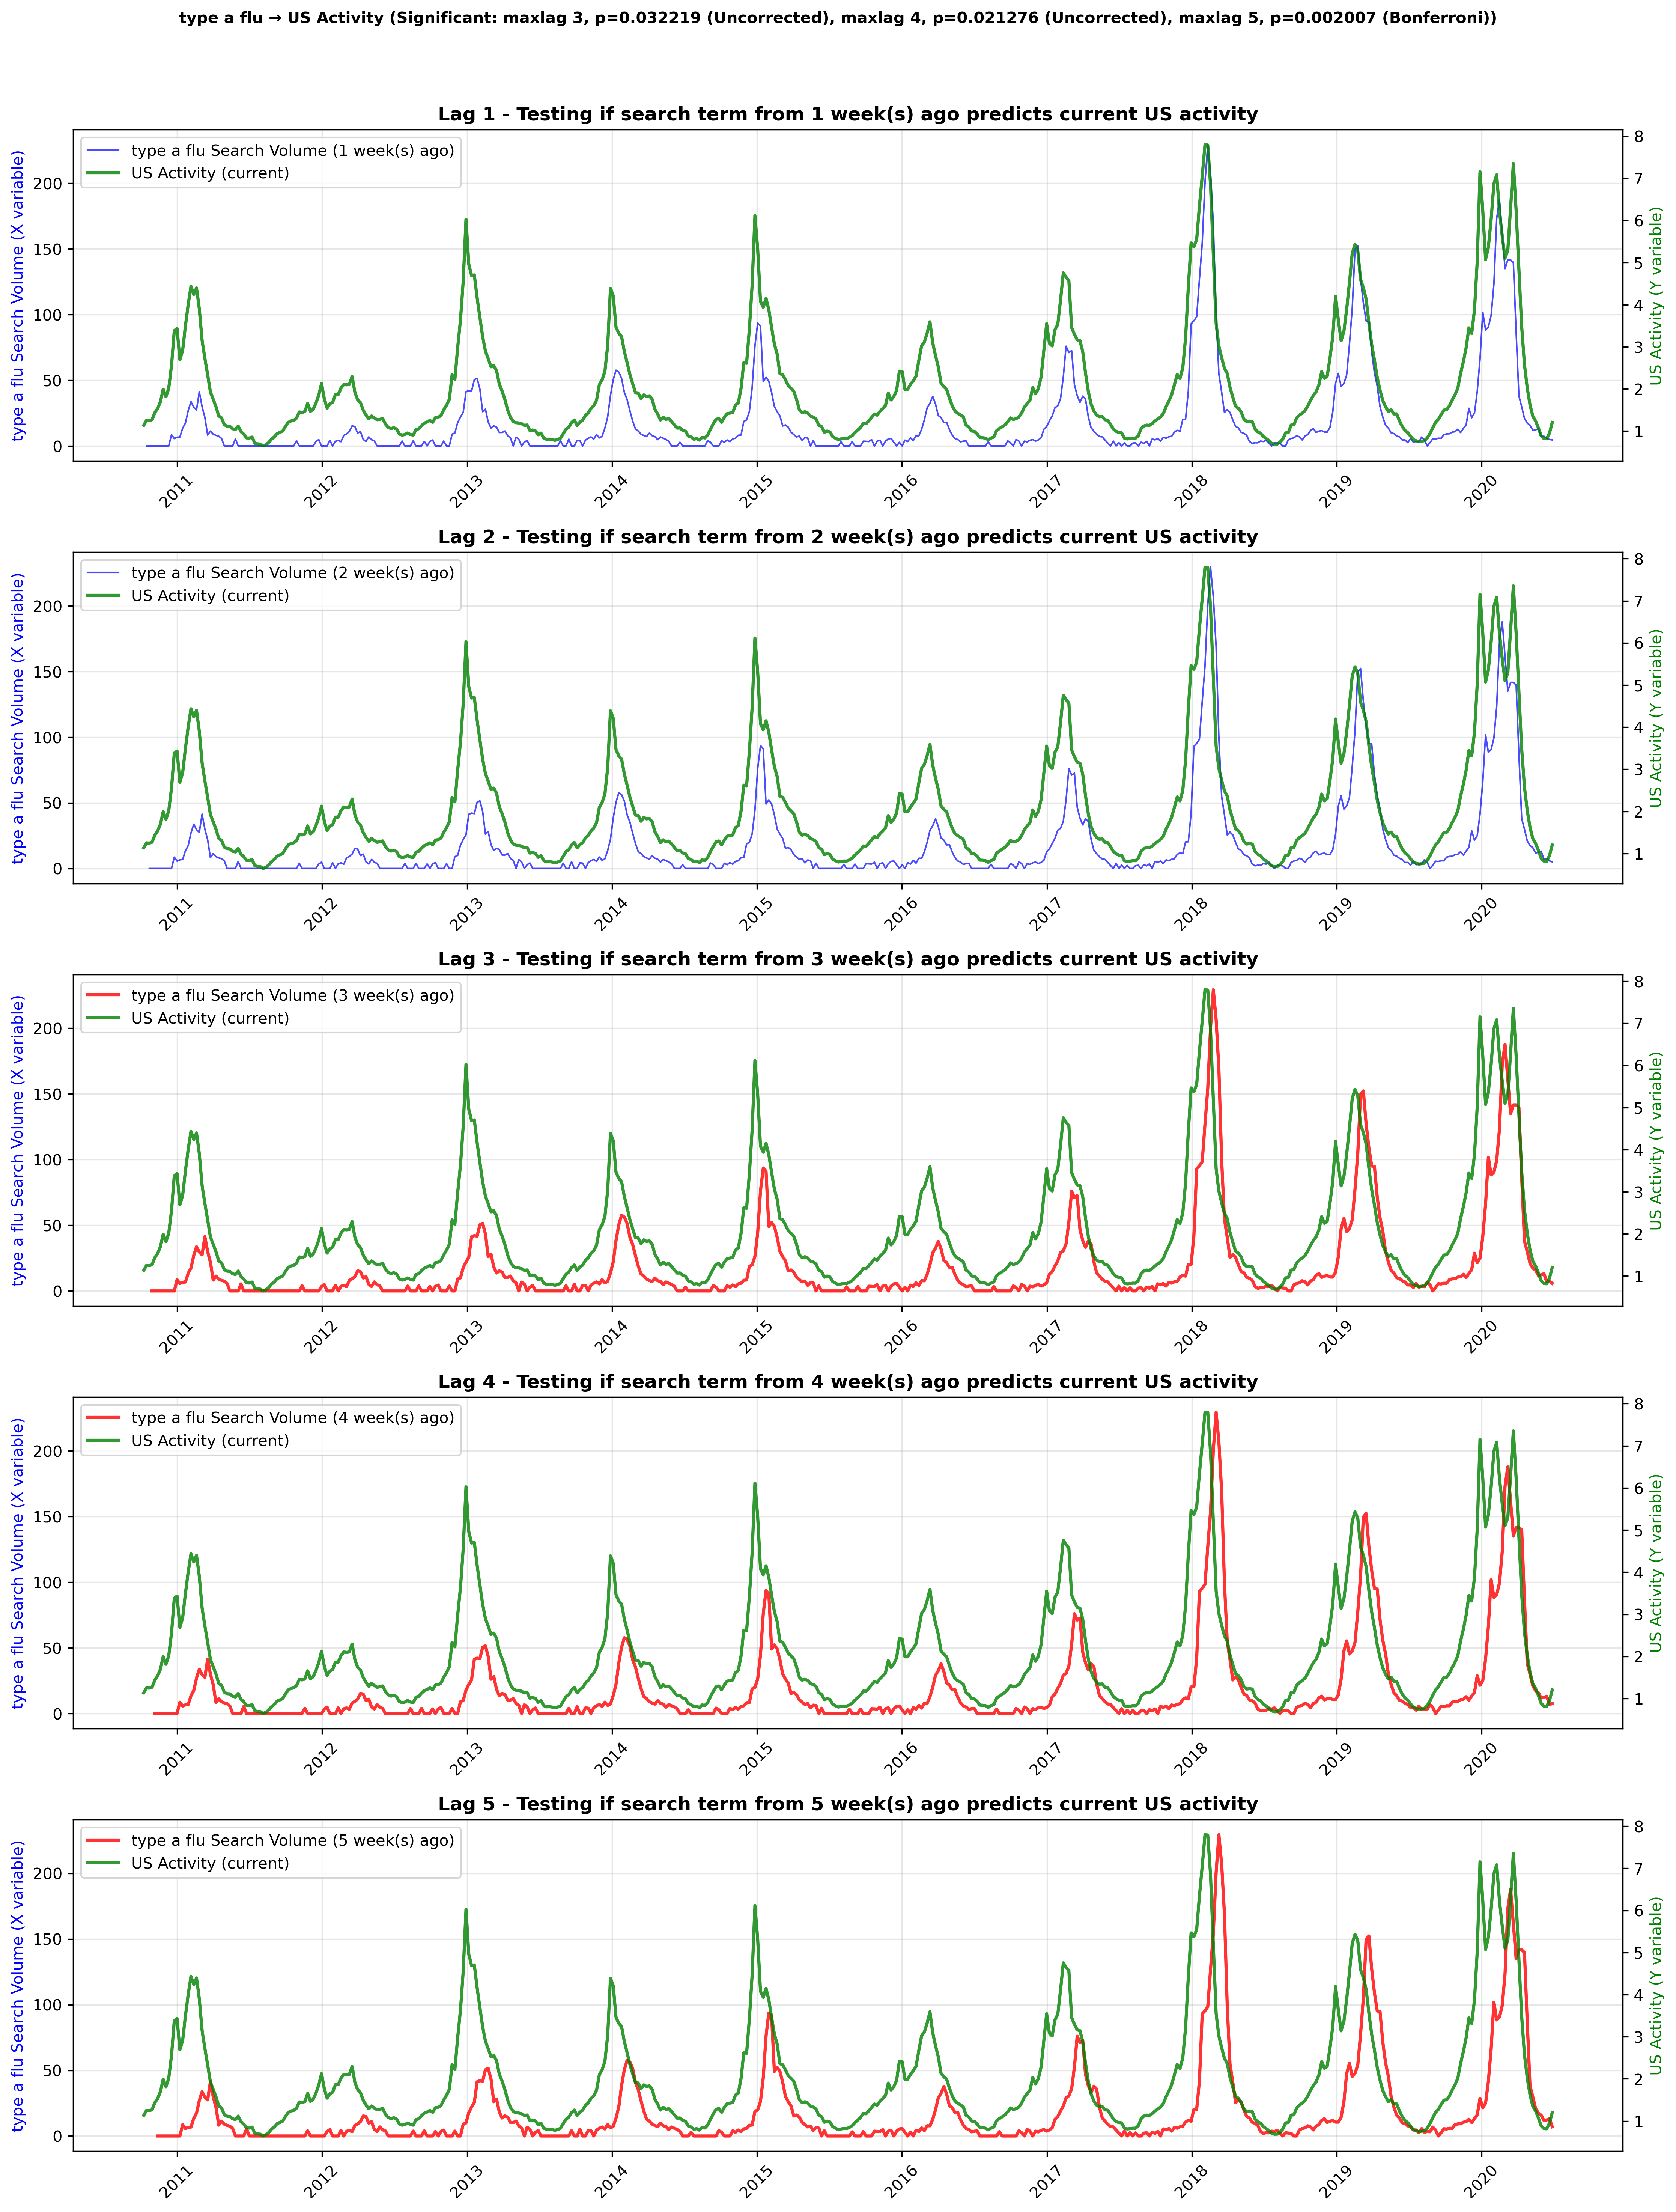 type a flu → US Activity (Significant: maxlag 3, p=0.032219 (Uncorrected), maxlag 4, p=0.021276 (Uncorrected), maxlag 5, p=0.002007 (Bonferroni))
Lag 1 - Testing if search term from 1 week(s) ago predicts current US activity
type a flu Search Volume (1 week(s) ago)
US Activity (current)
type a flu Search Volume (X variable)
200
150
100
50
0
8
7
6
5
4
3
2
1
US Activity (Y variable)
2011 2012 2013 2014 2015 2016 2017 2018 2019 2020
Lag 2 - Testing if search term from 2 week(s) ago predicts current US activity
type a flu Search Volume (2 week(s) ago)
US Activity (current)
type a flu Search Volume (X variable)
200
150
100
50
0
8
7
6
5
4
3
2
1
US Activity (Y variable)
2011 2012 2013 2014 2015 2016 2017 2018 2019 2020
Lag 3 - Testing if search term from 3 week(s) ago predicts current US activity
type a flu Search Volume (3 week(s) ago)
US Activity (current)
type a flu Search Volume (X variable)
200
150
100
50
0
8
7
6
5
4
3
2
1
US Activity (Y variable)
2011 2012 2013 2014 2015 2016 2017 2018 2019 2020
Lag 4 - Testing if search term from 4 week(s) ago predicts current US activity
type a flu Search Volume (4 week(s) ago)
US Activity (current)
type a flu Search Volume (X variable)
200
150
100
50
0
8
7
6
5
4
3
2
1
US Activity (Y variable)
2011 2012 2013 2014 2015 2016 2017 2018 2019 2020
Lag 5 - Testing if search term from 5 week(s) ago predicts current US activity
type a flu Search Volume (5 week(s) ago)
US Activity (current)
type a flu Search Volume (X variable)
200
150
100
50
0
8
7
6
5
4
3
2
1
US Activity (Y variable)
2011 2012 2013 2014 2015 2016 2017 2018 2019 2020